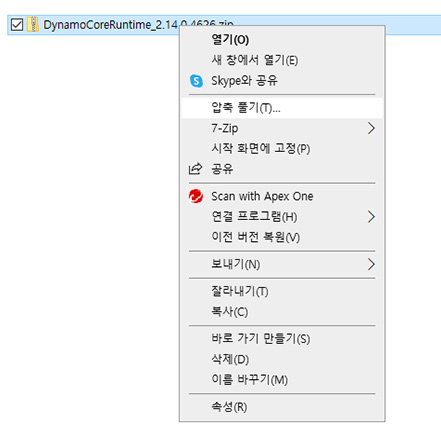 DynamoCoreRuntime_2.14.0.4626.zip
열기(O)
새 창에서 열기(E)
Skype와 공유
압축 풀기(T)...
7-Zip
시작 화면에 고정(P)
공유
Scan with Apex One
연결 프로그램(H)
이전 버전 복원(V)
보내기(N)
잘라내기(T)
복사(C)
바로 가기 만들기(S)
삭제(D)
이름 바꾸기(M)
속성(R)